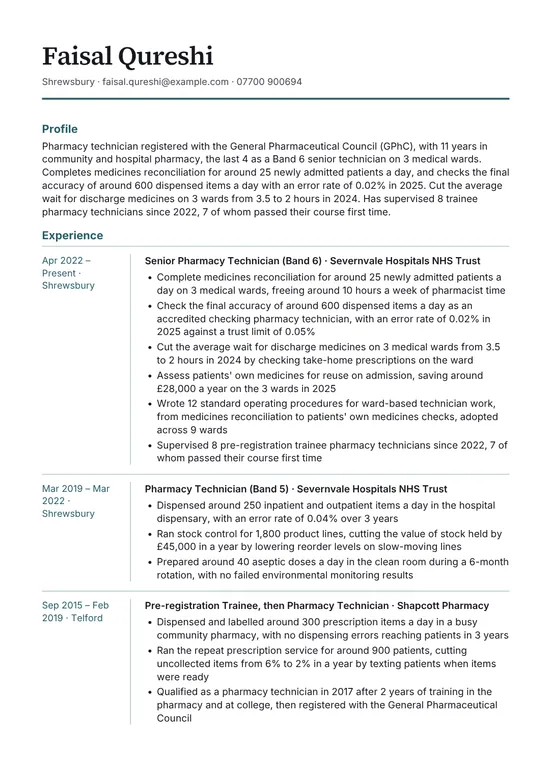 Faisal Qureshi
Shrewsbury · faisal.qureshi@example.com · 07700 900694
Profile
Pharmacy technician registered with the General Pharmaceutical Council (GPhC), with 11 years in
community and hospital pharmacy, the last 4 as a Band 6 senior technician on 3 medical wards.
Completes medicines reconciliation for around 25 newly admitted patients a day, and checks the final
accuracy of around 600 dispensed items a day with an error rate of 0.02% in 2025. Cut the average
wait for discharge medicines on 3 wards from 3.5 to 2 hours in 2024. Has supervised 8 trainee
pharmacy technicians since 2022, 7 of whom passed their course first time.
Experience
Apr 2022 –
Present ·
Shrewsbury
Senior Pharmacy Technician (Band 6) · Severnvale Hospitals NHS Trust
• Complete medicines reconciliation for around 25 newly admitted patients a
day on 3 medical wards, freeing around 10 hours a week of pharmacist time
• Check the final accuracy of around 600 dispensed items a day as an
accredited checking pharmacy technician, with an error rate of 0.02% in
2025 against a trust limit of 0.05%
• Cut the average wait for discharge medicines on 3 medical wards from 3.5
to 2 hours in 2024 by checking take-home prescriptions on the ward
• Assess patients' own medicines for reuse on admission, saving around
£28,000 a year on the 3 wards in 2025
• Wrote 12 standard operating procedures for ward-based technician work,
from medicines reconciliation to patients' own medicines checks, adopted
across 9 wards
• Supervised 8 pre-registration trainee pharmacy technicians since 2022, 7 of
whom passed their course first time
Mar 2019 – Mar
2022 ·
Shrewsbury
Pharmacy Technician (Band 5) · Severnvale Hospitals NHS Trust
• Dispensed around 250 inpatient and outpatient items a day in the hospital
dispensary, with an error rate of 0.04% over 3 years
• Ran stock control for 1,800 product lines, cutting the value of stock held by
£45,000 in a year by lowering reorder levels on slow-moving lines
• Prepared around 40 aseptic doses a day in the clean room during a 6-month
rotation, with no failed environmental monitoring results
Sep 2015 – Feb
2019 · Telford
Pre-registration Trainee, then Pharmacy Technician · Shapcott Pharmacy
• Dispensed and labelled around 300 prescription items a day in a busy
community pharmacy, with no dispensing errors reaching patients in 3 years
• Ran the repeat prescription service for around 900 patients, cutting
uncollected items from 6% to 2% in a year by texting patients when items
were ready
• Qualified as a pharmacy technician in 2017 after 2 years of training in the
pharmacy and at college, then registered with the General Pharmaceutical
Council